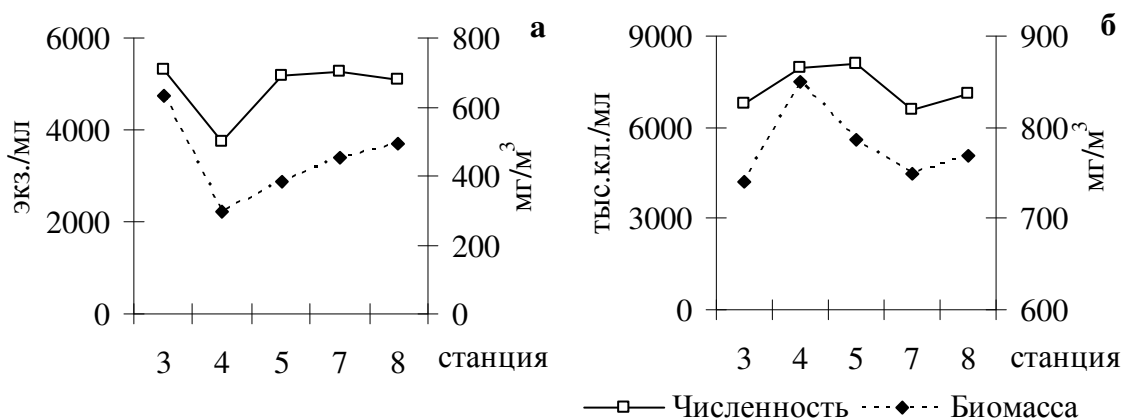 а
6000
4000
2000
0
экз./мл
800
600
400
200
0
мг/м³
3 4 5 7 8 станция
б
9000
6000
3000
0
тыс.кл./мл
900
800
700
600
мг/м³
3 4 5 7 8 станция
Численность Биомасса